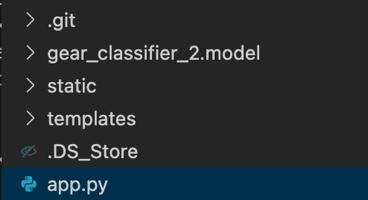 .git
gear_classifier_2.model
static
templates
.DS_Store
app.py